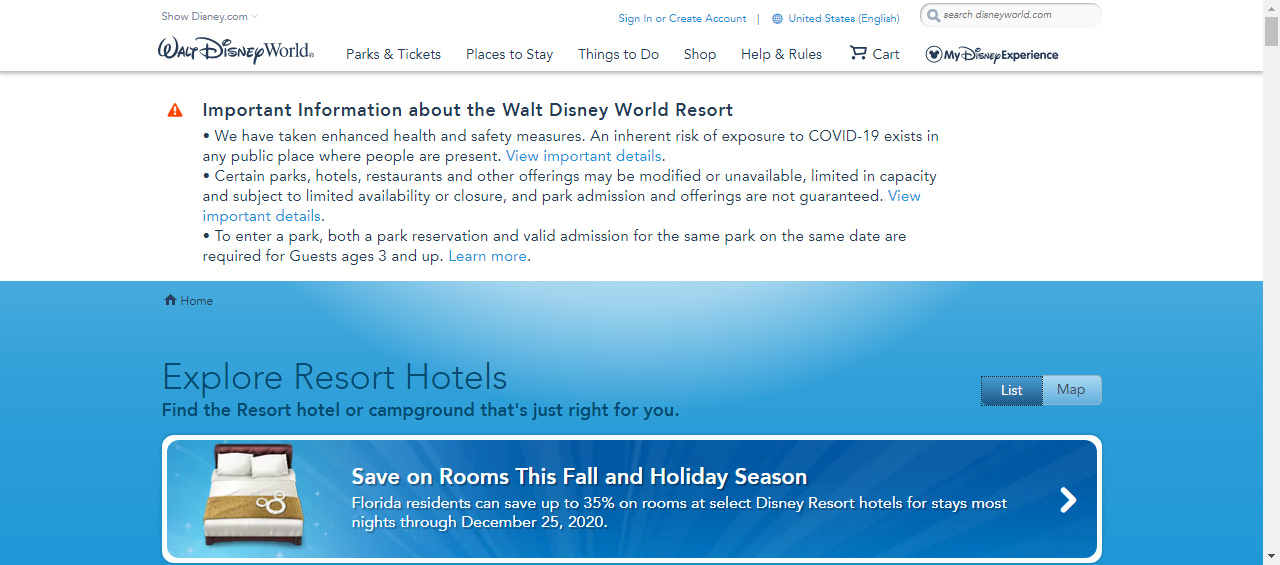 Show Disney.com
Sign In or Create Account | United States (English)
search disneyworld.com
Walt Disney World.
Parks & Tickets Places to Stay Things to Do Shop Help & Rules Cart My Disney Experience
Important Information about the Walt Disney World Resort
• We have taken enhanced health and safety measures. An inherent risk of exposure to COVID-19 exists in
any public place where people are present. View important details.
• Certain parks, hotels, restaurants and other offerings may be modified or unavailable, limited in capacity
and subject to limited availability or closure, and park admission and offerings are not guaranteed. View
important details.
• To enter a park, both a park reservation and valid admission for the same park on the same date are
required for Guests ages 3 and up. Learn more.
Home
Explore Resort Hotels
Find the Resort hotel or campground that's just right for you.
List Map
Save on Rooms This Fall and Holiday Season
Florida residents can save up to 35% on rooms at select Disney Resort hotels for stays most
nights through December 25, 2020.